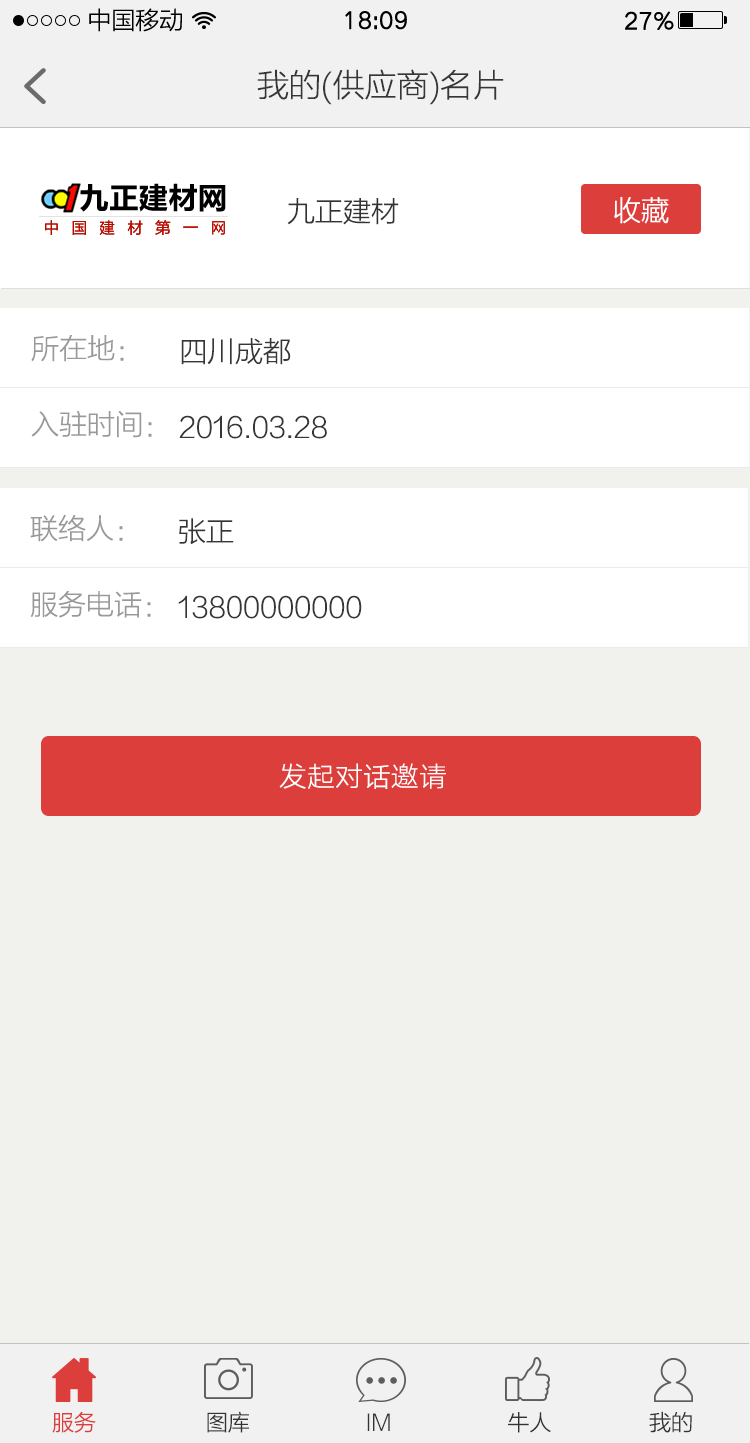 中国移动 18:09 27%
我的(供应商)名片
九正建材网
中国建材第一网
九正建材
收藏
所在地： 四川成都
入驻时间： 2016.03.28
联络人： 张正
服务电话： 13800000000
发起对话邀请
服务 图库 IM 牛人 我的